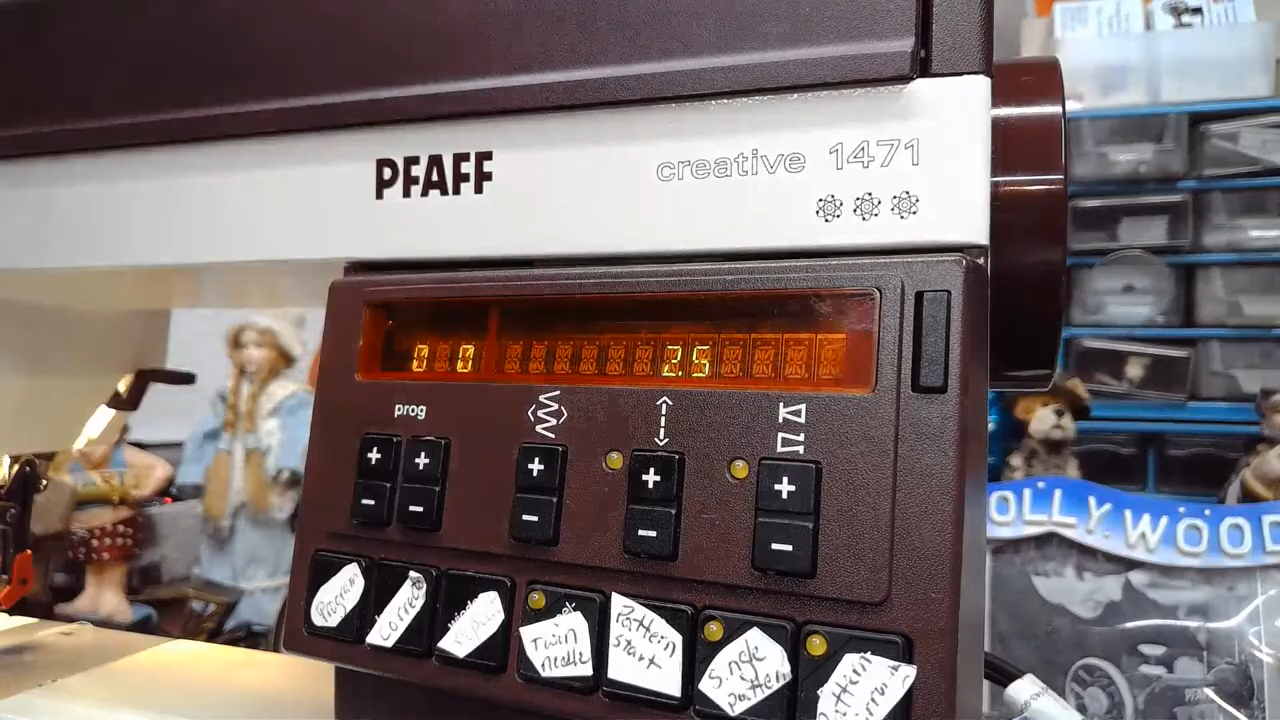 PFAFF
creative 1471
0 0 2.5
prog
+ + + + +
- - - - -
Program
Correct
Twin needle
Pattern start
Single pattern
OLLYWOOD